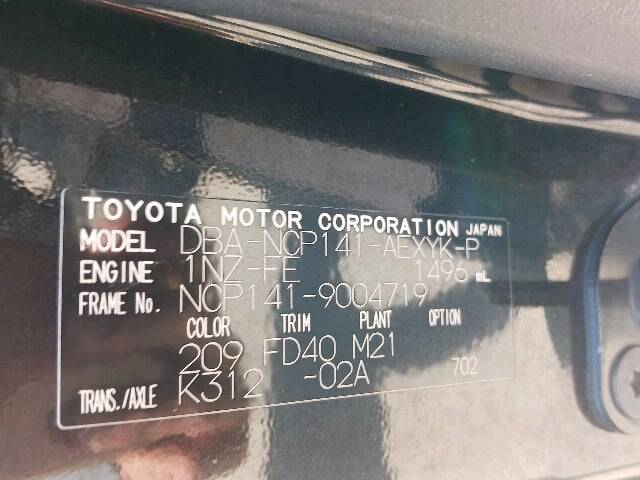 TOYOTA MOTOR CORPORATION JAPAN
MODEL DBA-NCP141-AEXYK-P
ENGINE 1NZ-FE 1496 mL
FRAME No. NCP141-9004719
COLOR TRIM PLANT OPTION
209 FD40 M21
TRANS./AXLE K312 -02A 702